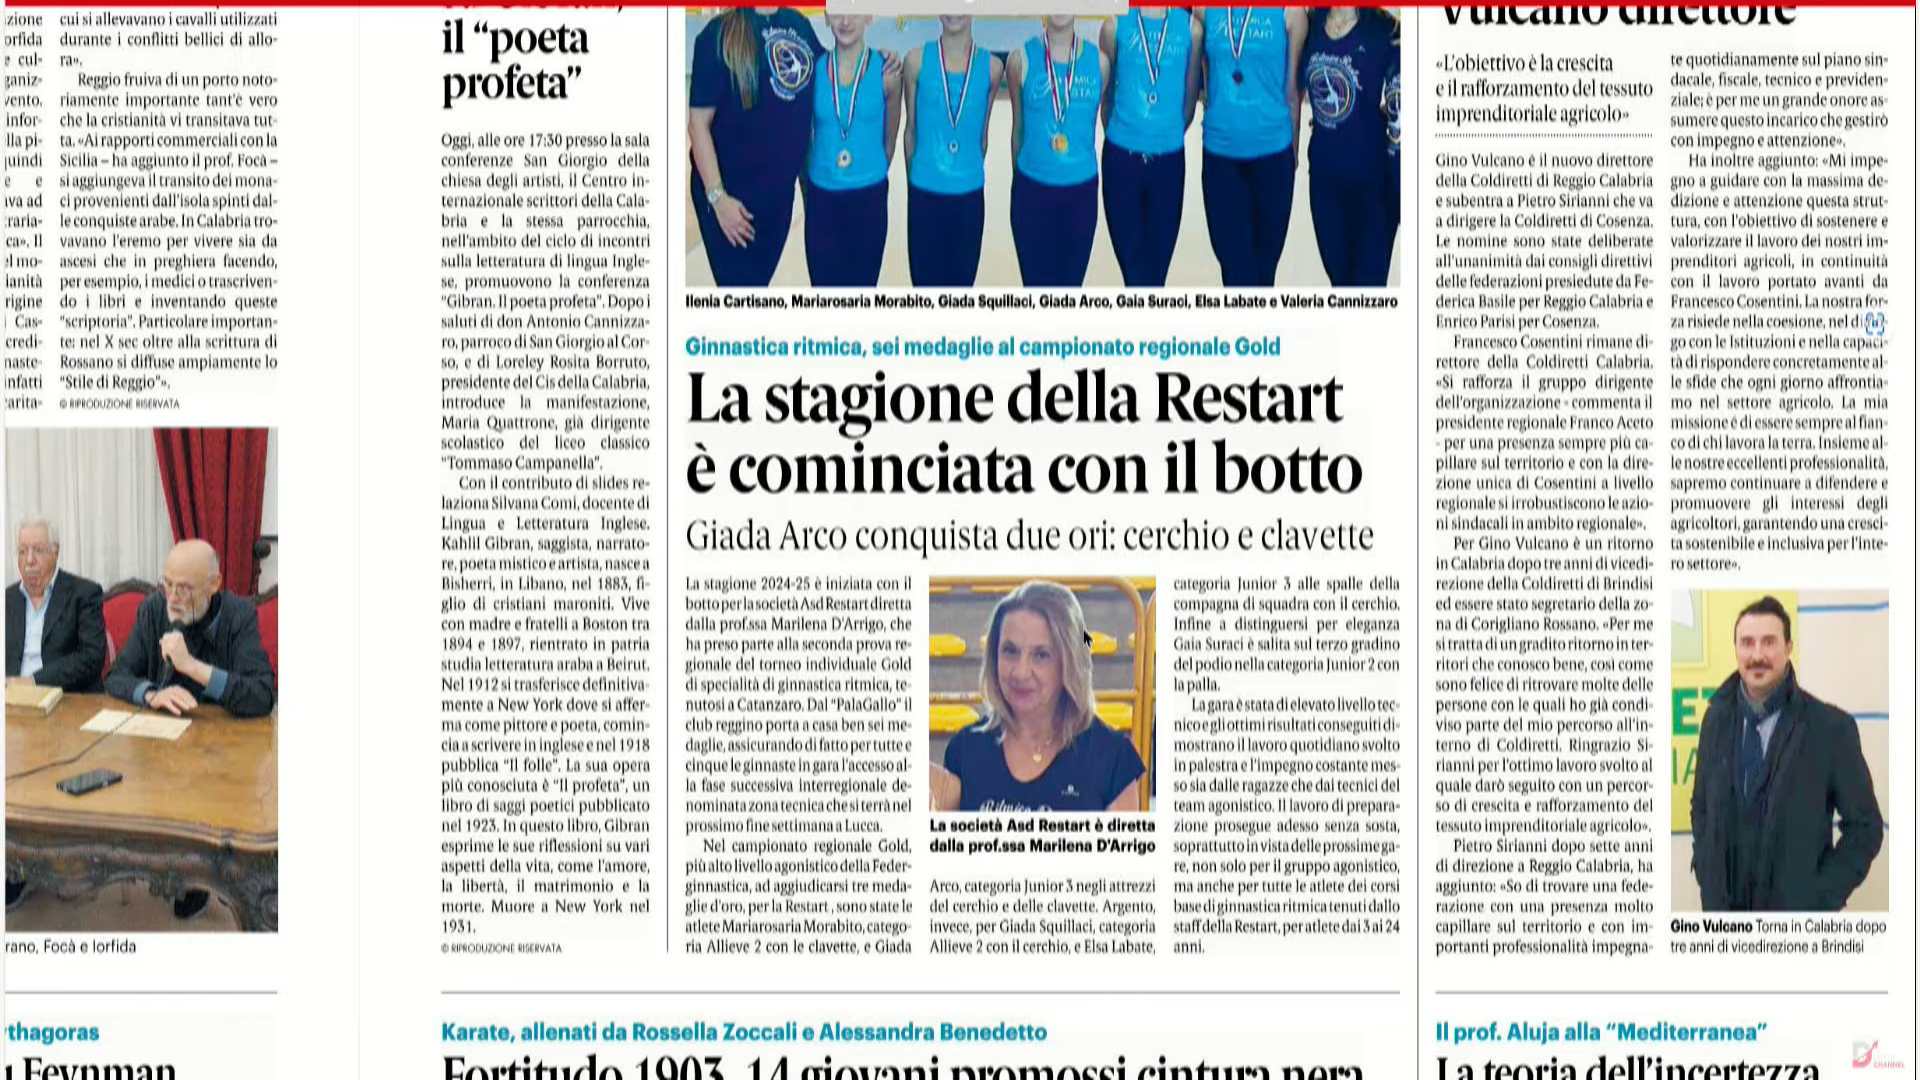 cui si allevavano i cavalli utilizzati
durante i conflitti bellici di allo-
ra».
Reggio fruiva di un porto noto-
riamente importante tant'è vero
che la cristianità vi transitava tut-
ta. «Ai rapporti commerciali con la
Sicilia – ha aggiunto il prof. Focà –
si aggiungeva il transito dei mona-
ci provenienti dall'isola spinti dal-
le conquiste arabe. In Calabria tro-
vavano l'eremo per vivere sia da
ascesi che in preghiera facendo,
per esempio, i medici o trascriven-
do i libri e inventando queste
"scriptoria". Particolare importan-
te: nel X sec oltre alla scrittura di
Rossano si diffuse ampiamente lo
"Stile di Reggio"».
© RIPRODUZIONE RISERVATA
rano, Focà e Iorfida
il "poeta
profeta"
Oggi, alle ore 17:30 presso la sala
conferenze San Giorgio della
chiesa degli artisti, il Centro in-
ternazionale scrittori della Cala-
bria e la stessa parrocchia,
nell'ambito del ciclo di incontri
sulla letteratura di lingua Ingle-
se, promuovono la conferenza
"Gibran. Il poeta profeta". Dopo i
saluti di don Antonio Cannizza-
ro, parroco di San Giorgio al Cor-
so, e di Loreley Rosita Borruto,
presidente del Cis della Calabria,
introduce la manifestazione,
Maria Quattrone, già dirigente
scolastico del liceo classico
"Tommaso Campanella".
Con il contributo di slides re-
laziona Silvana Comi, docente di
Lingua e Letteratura Inglese.
Kahlil Gibran, saggista, narrato-
re, poeta mistico e artista, nasce a
Bisherri, in Libano, nel 1883, fi-
glio di cristiani maroniti. Vive
con madre e fratelli a Boston tra
1894 e 1897, rientrato in patria
studia letteratura araba a Beirut.
Nel 1912 si trasferisce definitiva-
mente a New York dove si affer-
ma come pittore e poeta, comin-
cia a scrivere in inglese e nel 1918
pubblica "Il folle". La sua opera
più conosciuta è "Il profeta", un
libro di saggi poetici pubblicato
nel 1923. In questo libro, Gibran
esprime le sue riflessioni su vari
aspetti della vita, come l'amore,
la libertà, il matrimonio e la
morte. Muore a New York nel
1931.
© RIPRODUZIONE RISERVATA
Ilenia Cartisano, Mariarosaria Morabito, Giada Squillaci, Giada Arco, Gaia Suraci, Elsa Labate e Valeria Cannizzaro
Ginnastica ritmica, sei medaglie al campionato regionale Gold
La stagione della Restart
è cominciata con il botto
Giada Arco conquista due ori: cerchio e clavette
La stagione 2024-25 è iniziata con il
botto per la società Asd Restart diretta
dalla prof.ssa Marilena D'Arrigo, che
ha preso parte alla seconda prova re-
gionale del torneo individuale Gold
di specialità di ginnastica ritmica, te-
nutosi a Catanzaro. Dal "PalaGallo" il
club reggino porta a casa ben sei me-
daglie, assicurando di fatto per tutte e
cinque le ginnaste in gara l'accesso al-
la fase successiva interregionale de-
nominata zona tecnica che si terrà nel
prossimo fine settimana a Lucca.
Nel campionato regionale Gold,
più alto livello agonistico della Feder-
ginnastica, ad aggiudicarsi tre meda-
glie d'oro, per la Restart , sono state le
atlete Mariarosaria Morabito, catego-
ria Allieve 2 con le clavette, e Giada
La società Asd Restart è diretta
dalla prof.ssa Marilena D'Arrigo
Arco, categoria Junior 3 negli attrezzi
del cerchio e delle clavette. Argento,
invece, per Giada Squillaci, categoria
Allieve 2 con il cerchio, e Elsa Labate,
categoria Junior 3 alle spalle della
compagna di squadra con il cerchio.
Infine a distinguersi per eleganza
Gaia Suraci è salita sul terzo gradino
del podio nella categoria Junior 2 con
la palla.
La gara è stata di elevato livello tec-
nico e gli ottimi risultati conseguiti di-
mostrano il lavoro quotidiano svolto
in palestra e l'impegno costante mes-
so sia dalle ragazze che dai tecnici del
team agonistico. Il lavoro di prepara-
zione prosegue adesso senza sosta,
soprattutto in vista delle prossime ga-
re, non solo per il gruppo agonistico,
ma anche per tutte le atlete dei corsi
base di ginnastica ritmica tenuti dallo
staff della Restart, per atlete dai 3 ai 24
anni.
Vulcano direttore
«L'obiettivo è la crescita
e il rafforzamento del tessuto
imprenditoriale agricolo»
Gino Vulcano è il nuovo direttore
della Coldiretti di Reggio Calabria
e subentra a Pietro Sirianni che va
a dirigere la Coldiretti di Cosenza.
Le nomine sono state deliberate
all'unanimità dai consigli direttivi
delle federazioni presiedute da Fe-
derica Basile per Reggio Calabria e
Enrico Parisi per Cosenza.
Francesco Cosentini rimane di-
rettore della Coldiretti Calabria.
«Si rafforza il gruppo dirigente
dell'organizzazione - commenta il
presidente regionale Franco Aceto
- per una presenza sempre più ca-
pillare sul territorio e con la dire-
zione unica di Cosentini a livello
regionale si irrobustiscono le azio-
ni sindacali in ambito regionale».
Per Gino Vulcano è un ritorno
in Calabria dopo tre anni di vicedi-
rezione della Coldiretti di Brindisi
ed essere stato segretario della zo-
na di Corigliano Rossano. «Per me
si tratta di un gradito ritorno in ter-
ritori che conosco bene, così come
sono felice di ritrovare molte delle
persone con le quali ho già condi-
viso parte del mio percorso all'in-
terno di Coldiretti. Ringrazio Si-
rianni per l'ottimo lavoro svolto al
quale darò seguito con un percor-
so di crescita e rafforzamento del
tessuto imprenditoriale agricolo».
Pietro Sirianni dopo sette anni
di direzione a Reggio Calabria, ha
aggiunto: «So di trovare una fede-
razione con una presenza molto
capillare sul territorio e con im-
portanti professionalità impegna-
te quotidianamente sul piano sin-
dacale, fiscale, tecnico e previden-
ziale; è per me un grande onore as-
sumere questo incarico che gestirò
con impegno e attenzione».
Ha inoltre aggiunto: «Mi impe-
gno a guidare con la massima de-
dizione e attenzione questa strut-
tura, con l'obiettivo di sostenere e
valorizzare il lavoro dei nostri im-
prenditori agricoli, in continuità
con il lavoro portato avanti da
Francesco Cosentini. La nostra for-
za risiede nella coesione, nel
go con le Istituzioni e nella capaci-
tà di rispondere concretamente al-
le sfide che ogni giorno affrontia-
mo nel settore agricolo. La mia
missione è di essere sempre al fian-
co di chi lavora la terra. Insieme al-
le nostre eccellenti professionalità,
sapremo continuare a difendere e
promuovere gli interessi degli
agricoltori, garantendo una cresci-
ta sostenibile e inclusiva per l'inte-
ro settore».
Gino Vulcano Torna in Calabria dopo
tre anni di vicedirezione a Brindisi
ythagoras
Feynman
Karate, allenati da Rossella Zoccali e Alessandra Benedetto
Fortitudo 1903, 14 giovani promossi cintura nera
Il prof. Aluja alla "Mediterranea"
La teoria dell'incertezza
CHANNEL